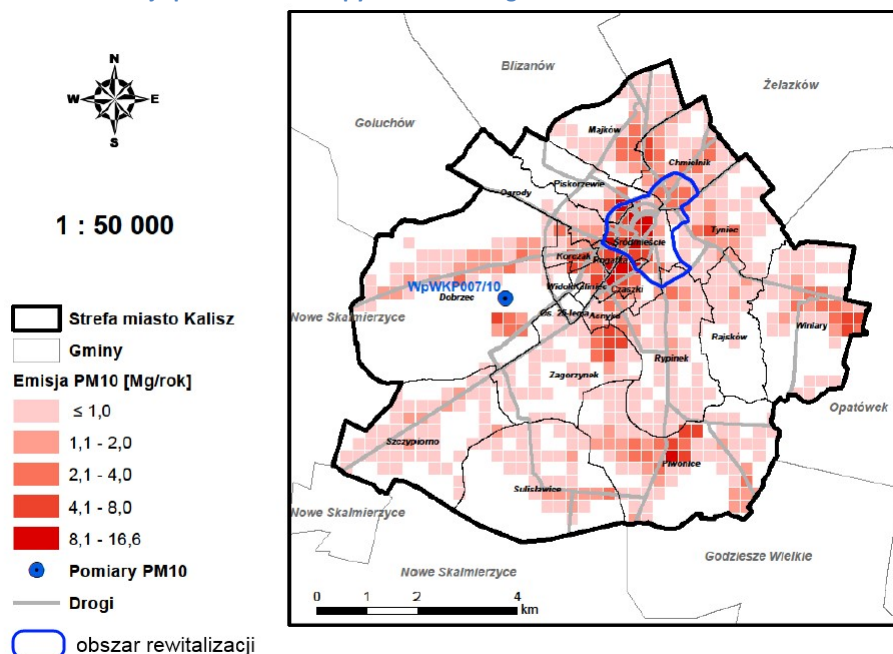 N
W E
S
1 : 50 000
Strefa miasto Kalisz
Gminy
Emisja PM10 [Mg/rok]
≤ 1,0
1,1 - 2,0
2,1 - 4,0
4,1 - 8,0
8,1 - 16,6
Pomiary PM10
Drogi
obszar rewitalizacji
Blizanów
Żelazków
Gołuchów
Majków
Chmielnik
Piskorzewie
Ogrody
Tyniec
Śródmieście
Korczak
Rogatka
WpWKP007/10
Dobrzec
Widok
Kaliniec
Czaszki
Nowe Skalmierzyce
Asnyka
Winiary
Rajsków
Rypinek
Zagorzynek
Opatówek
Szczypiorno
Piwonice
Sulisławice
Nowe Skalmierzyce
Godziesze Wielkie
Nowe Skalmierzyce
0 1 2 4
km